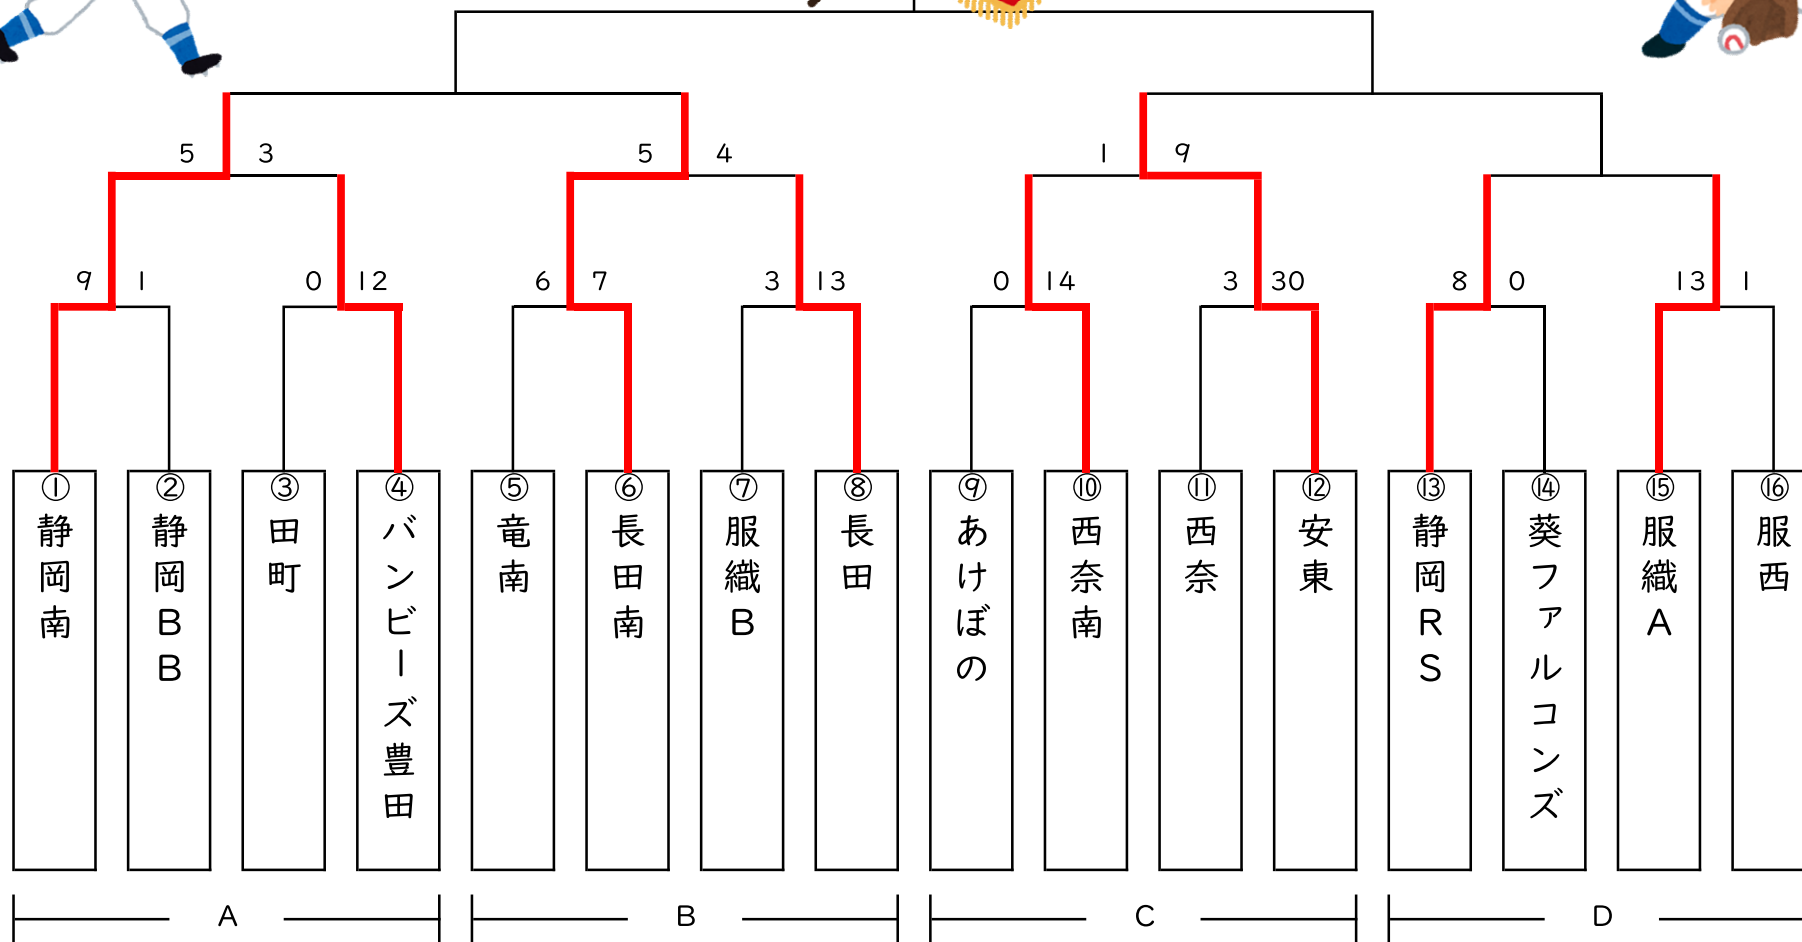 5 3 5 4 1 9
9 1 0 12 6 7 3 13 0 14 3 30 8 0 13 1
①静岡南
②静岡BB
③田町
④バンビーズ豊田
⑤竜南
⑥長田南
⑦服織B
⑧長田
⑨あけぼの
⑩西奈南
⑪西奈
⑫安東
⑬静岡RS
⑭葵ファルコンズ
⑮服織A
⑯服西
A B C D